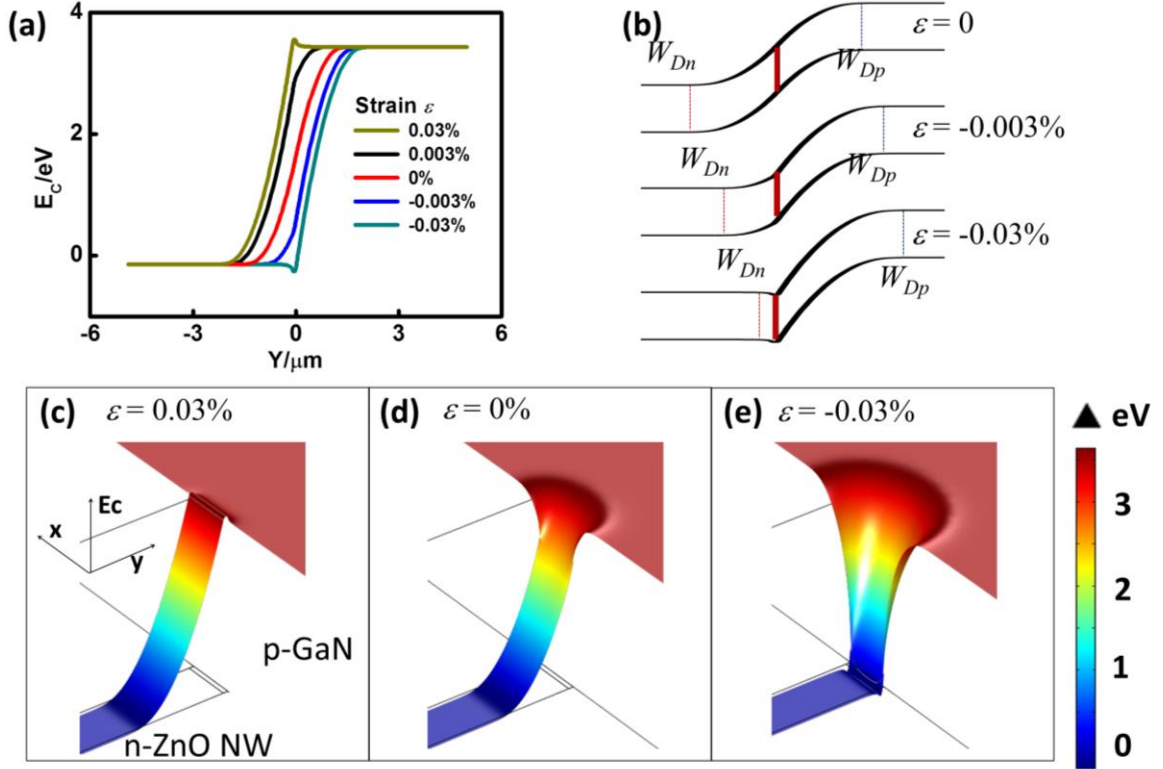 (a)
4
2
0
E_C/eV
Strain ε
0.03%
0.003%
0%
-0.003%
-0.03%
-6
-3
0
3
6
Y/μm
(b)
W_Dn
W_Dp
ε = 0
W_Dn
W_Dp
ε = -0.003%
W_Dn
W_Dp
ε = -0.03%
(c) ε = 0.03%
Ec
x
y
p-GaN
n-ZnO NW
(d) ε = 0%
(e) ε = -0.03%
eV
3
2
1
0